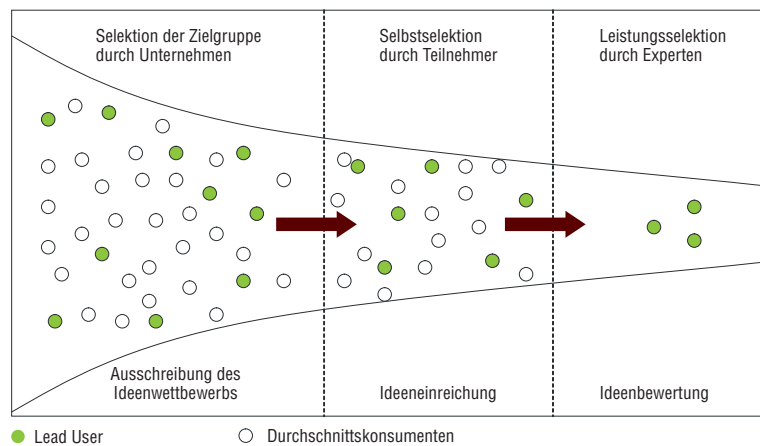 Selektion der Zielgruppe
durch Unternehmen
Selbstselektion
durch Teilnehmer
Leistungsselektion
durch Experten
Ausschreibung des
Ideenwettbewerbs
Ideeneinreichung
Ideenbewertung
Lead User
Durchschnittskonsumenten